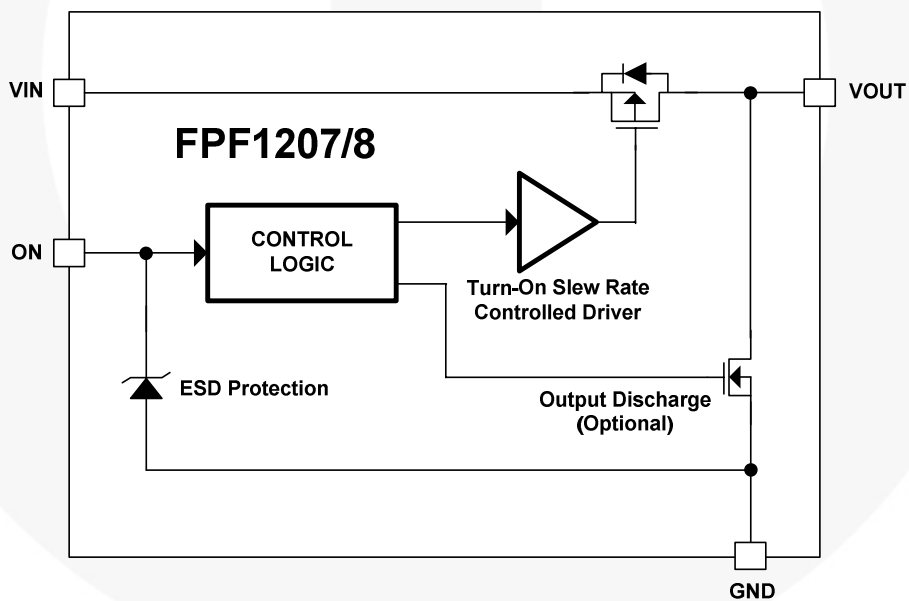 VIN
VOUT
FPF1207/8
ON
CONTROL
LOGIC
Turn-On Slew Rate
Controlled Driver
ESD Protection
Output Discharge
(Optional)
GND